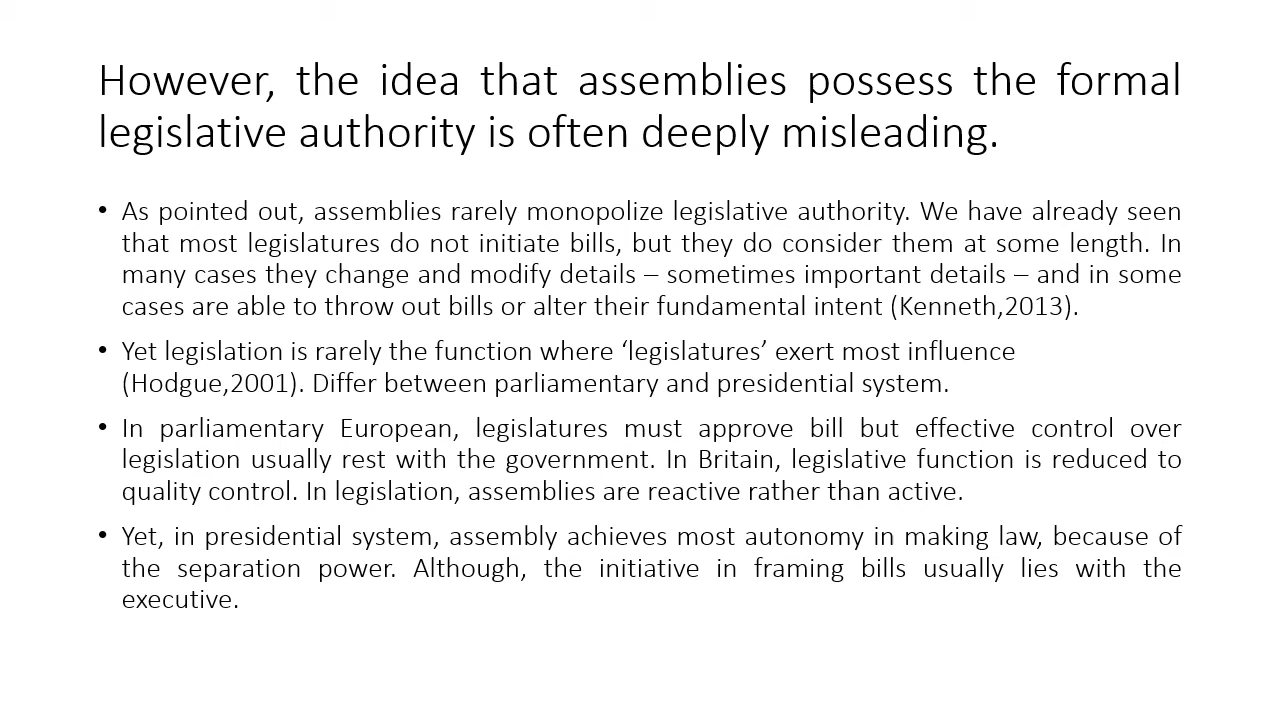 However, the idea that assemblies possess the formal
legislative authority is often deeply misleading.
• As pointed out, assemblies rarely monopolize legislative authority. We have already seen
that most legislatures do not initiate bills, but they do consider them at some length. In
many cases they change and modify details – sometimes important details – and in some
cases are able to throw out bills or alter their fundamental intent (Kenneth,2013).
• Yet legislation is rarely the function where ‘legislatures’ exert most influence
(Hodgue,2001). Differ between parliamentary and presidential system.
• In parliamentary European, legislatures must approve bill but effective control over
legislation usually rest with the government. In Britain, legislative function is reduced to
quality control. In legislation, assemblies are reactive rather than active.
• Yet, in presidential system, assembly achieves most autonomy in making law, because of
the separation power. Although, the initiative in framing bills usually lies with the
executive.